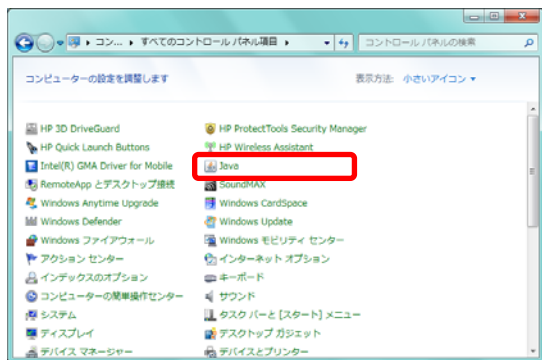 コン... すべてのコントロール パネル項目 コントロール パネルの検索
コンピューターの設定を調整します 表示方法: 小さいアイコン
HP 3D DriveGuard HP ProtectTools Security Manager
HP Quick Launch Buttons HP Wireless Assistant
Intel(R) GMA Driver for Mobile Java
RemoteApp とデスクトップ接続 SoundMAX
Windows Anytime Upgrade Windows CardSpace
Windows Defender Windows Update
Windows ファイアウォール Windows モビリティ センター
アクション センター インターネット オプション
インデックスのオプション キーボード
コンピューターの簡単操作センター サウンド
システム タスク バーと [スタート] メニュー
ディスプレイ デスクトップ ガジェット
デバイス マネージャー デバイスとプリンター